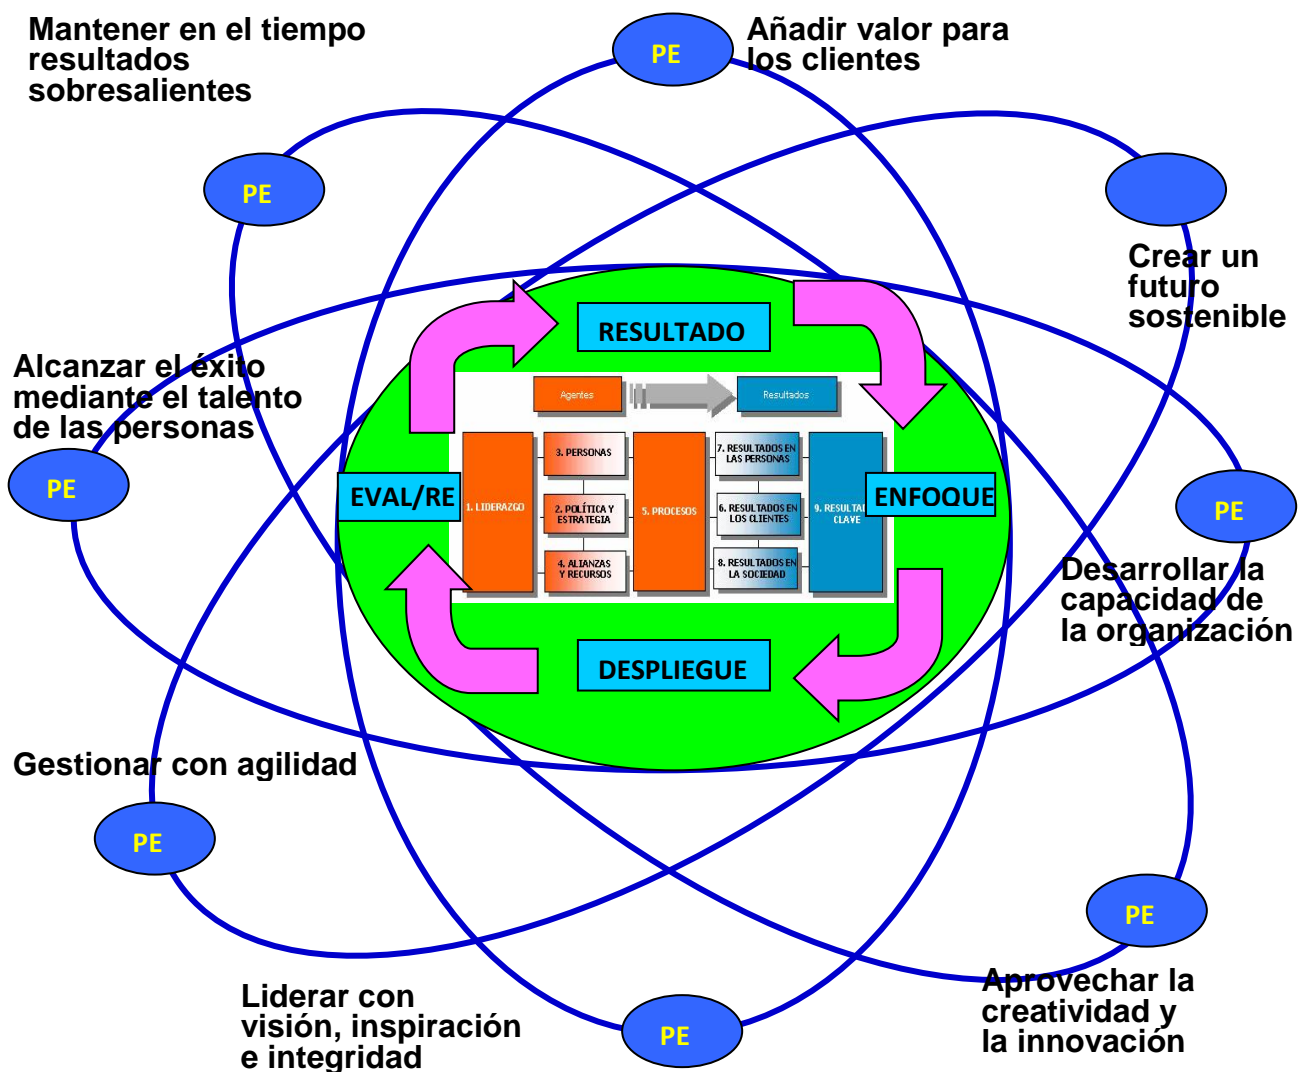 Mantener en el tiempo
resultados
sobresalientes
PE
Añadir valor para
los clientes
PE
Crear un
futuro
sostenible
RESULTADO
Alcanzar el éxito
mediante el talento
de las personas
PE
Agentes
Resultados
EVAL/RE
1. LIDERAZGO
3. PERSONAS
2. POLÍTICA Y
ESTRATEGIA
4. ALIANZAS
Y RECURSOS
5. PROCESOS
7. RESULTADOS EN
LAS PERSONAS
6. RESULTADOS EN
LOS CLIENTES
8. RESULTADOS EN
LA SOCIEDAD
9. RESULTAD
CLAVE
ENFOQUE
PE
Desarrollar la
capacidad de
la organización
DESPLIEGUE
Gestionar con agilidad
PE
PE
Aprovechar la
creatividad y
la innovación
Liderar con
visión, inspiración
e integridad
PE